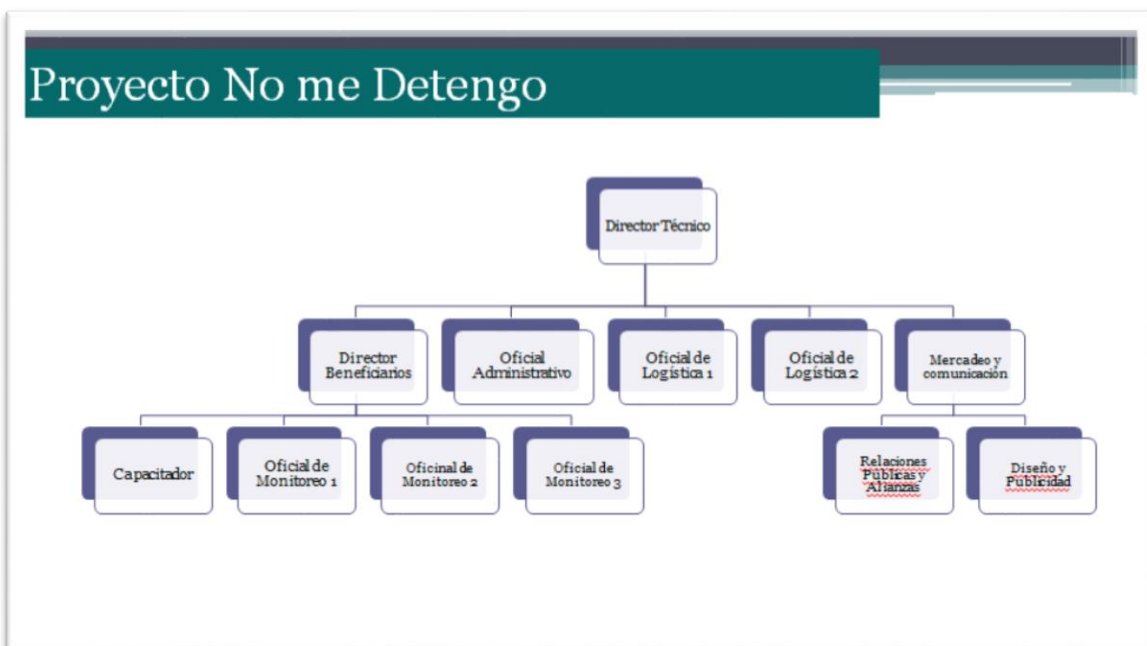 Proyecto No me Detengo
Director Técnico
Director
Beneficiarios
Oficial
Administrativo
Oficial de
Logística 1
Oficial de
Logística 2
Mercadeo y
comunicación
Capacitador
Oficial de
Monitoreo 1
Oficinal de
Monitoreo 2
Oficial de
Monitoreo 3
Relaciones
Públicas y
Alianzas
Diseño y
Publicidad